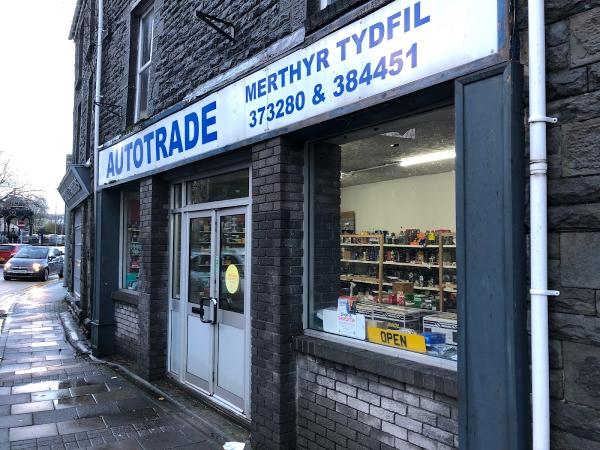 AUTOTRADE
MERTHYR TYDFIL
373280 & 384451
OPEN